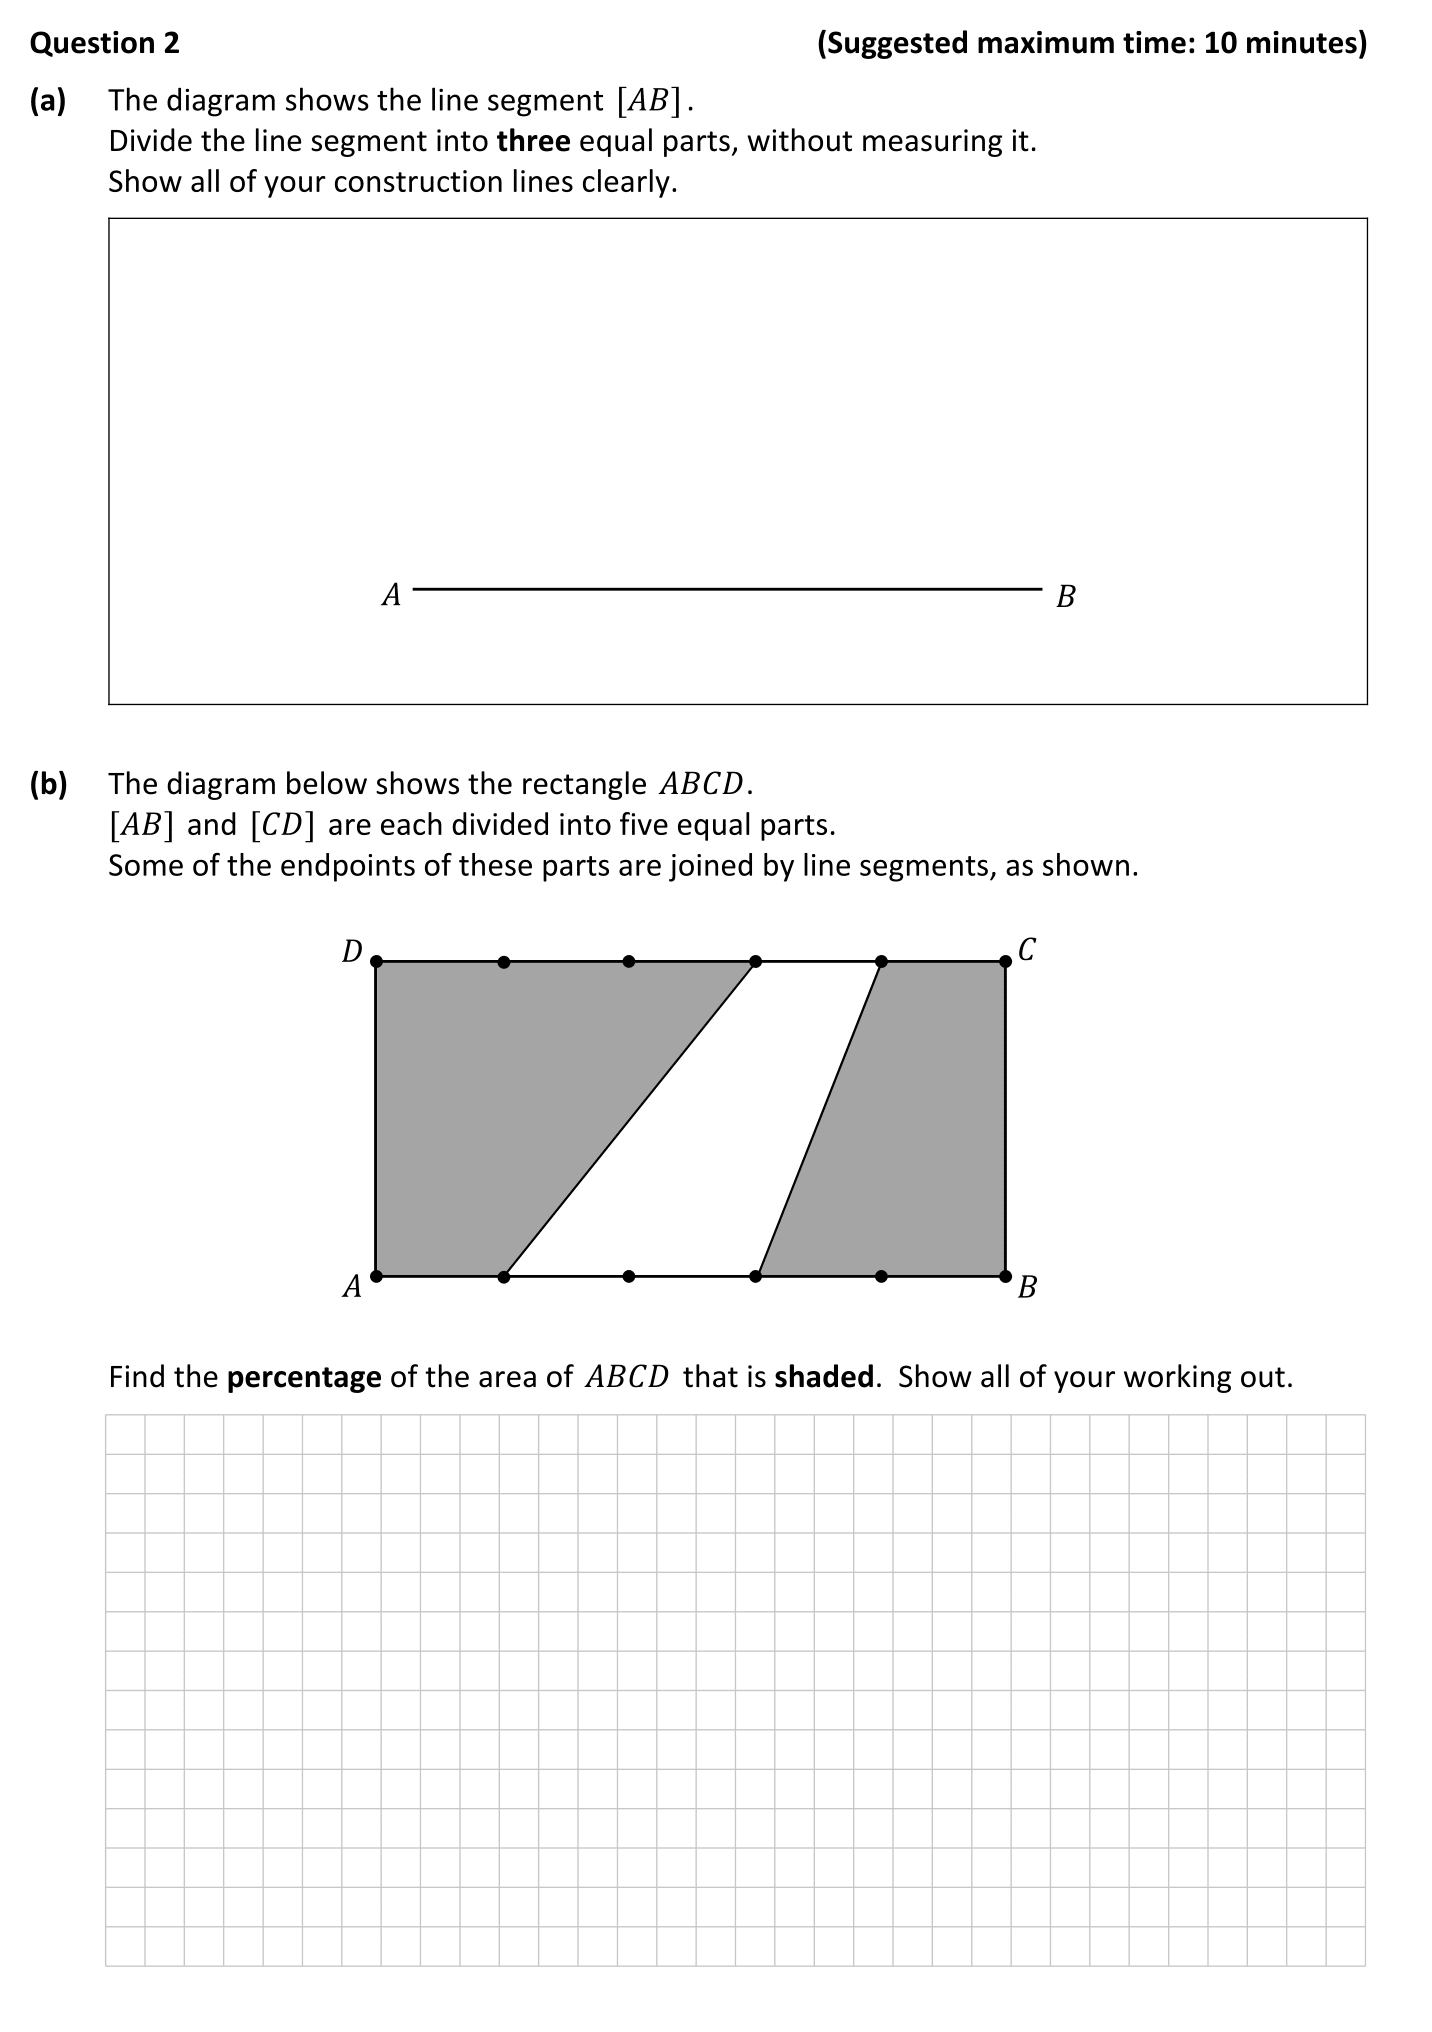 Question 2 (Suggested maximum time: 10 minutes)
(a) The diagram shows the line segment [AB].
Divide the line segment into three equal parts, without measuring it.
Show all of your construction lines clearly.
A B
(b) The diagram below shows the rectangle ABCD.
[AB] and [CD] are each divided into five equal parts.
Some of the endpoints of these parts are joined by line segments, as shown.
D C
A B
Find the percentage of the area of ABCD that is shaded. Show all of your working out.